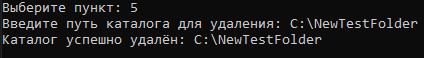 Выберите пункт: 5
Введите путь каталога для удаления: C:\NewTestFolder
Каталог успешно удалён: C:\NewTestFolder